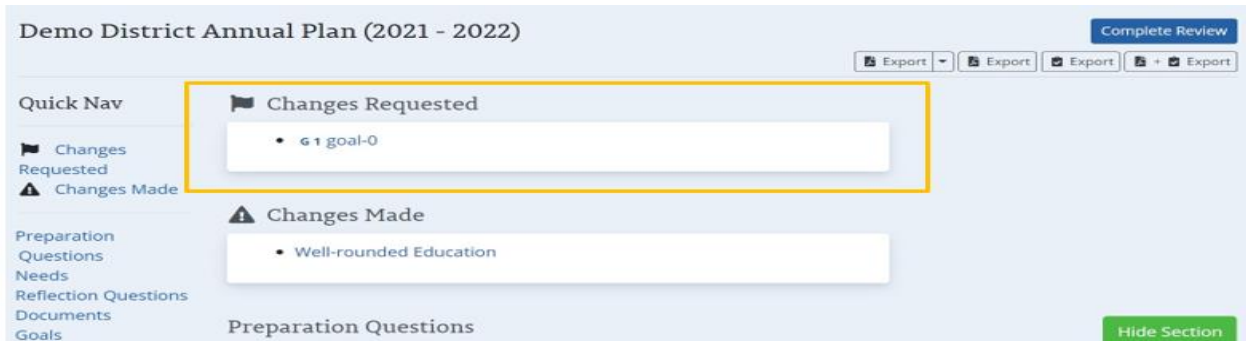 Demo District Annual Plan (2021 - 2022)
Complete Review
Export Export Export + Export
Quick Nav
Changes
Requested
Changes Made
Preparation
Questions
Needs
Reflection Questions
Documents
Goals
Changes Requested
• G 1 goal-0
Changes Made
• Well-rounded Education
Preparation Questions
Hide Section